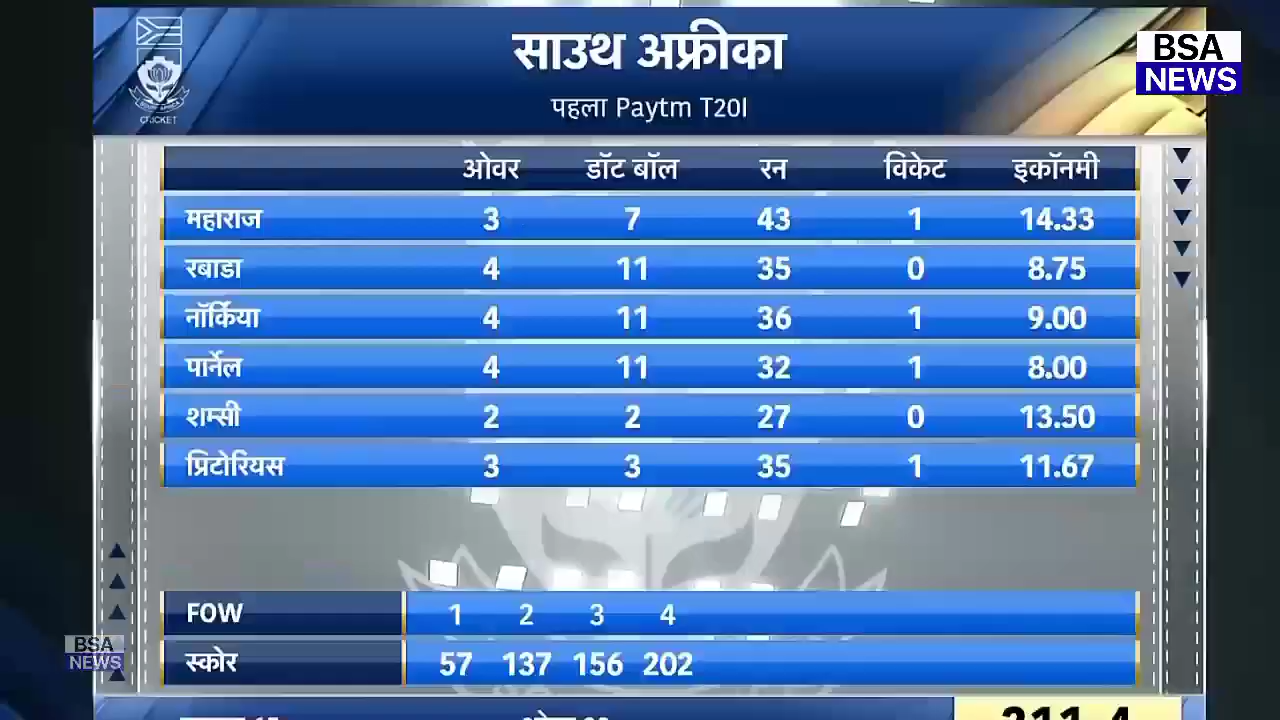 साउथ अफ्रीका
पहला Paytm T20I
BSA
NEWS
CRICKET
ओवर डॉट बॉल रन विकेट इकॉनमी
महाराज 3 7 43 1 14.33
रबाडा 4 11 35 0 8.75
नॉर्किया 4 11 36 1 9.00
पार्नेल 4 11 32 1 8.00
शम्सी 2 2 27 0 13.50
प्रिटोरियस 3 3 35 1 11.67
FOW 1 2 3 4
स्कोर 57 137 156 202
BSA
NEWS
211-4